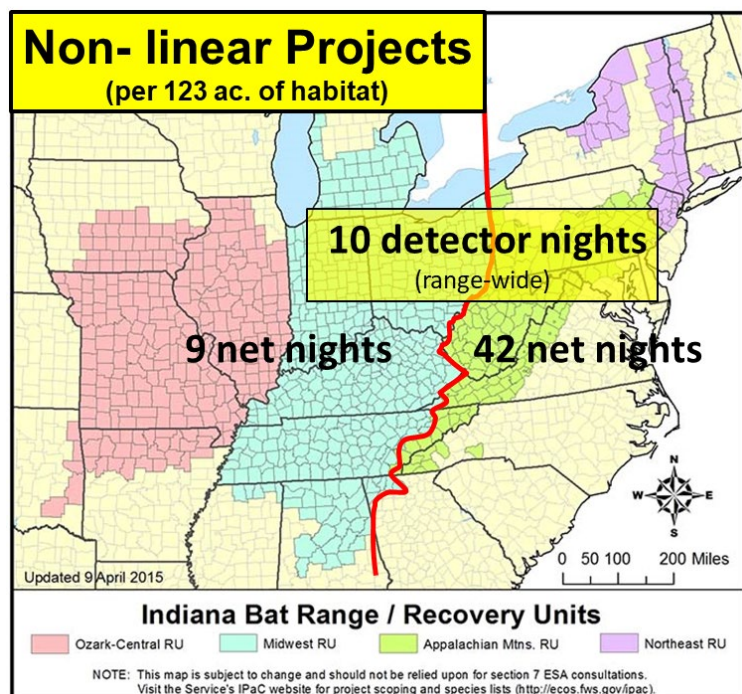 Non- linear Projects
(per 123 ac. of habitat)
10 detector nights
(range-wide)
9 net nights
42 net nights
N
W
E
S
0 50 100 200 Miles
Updated 9 April 2015
Indiana Bat Range / Recovery Units
Ozark-Central RU Midwest RU Appalachian Mtns. RU Northeast RU
NOTE: This map is subject to change and should not be relied upon for section 7 ESA consultations.
Visit the Service's IPaC website for project scoping and species lists (http://ecos.fws.gov/ipac).